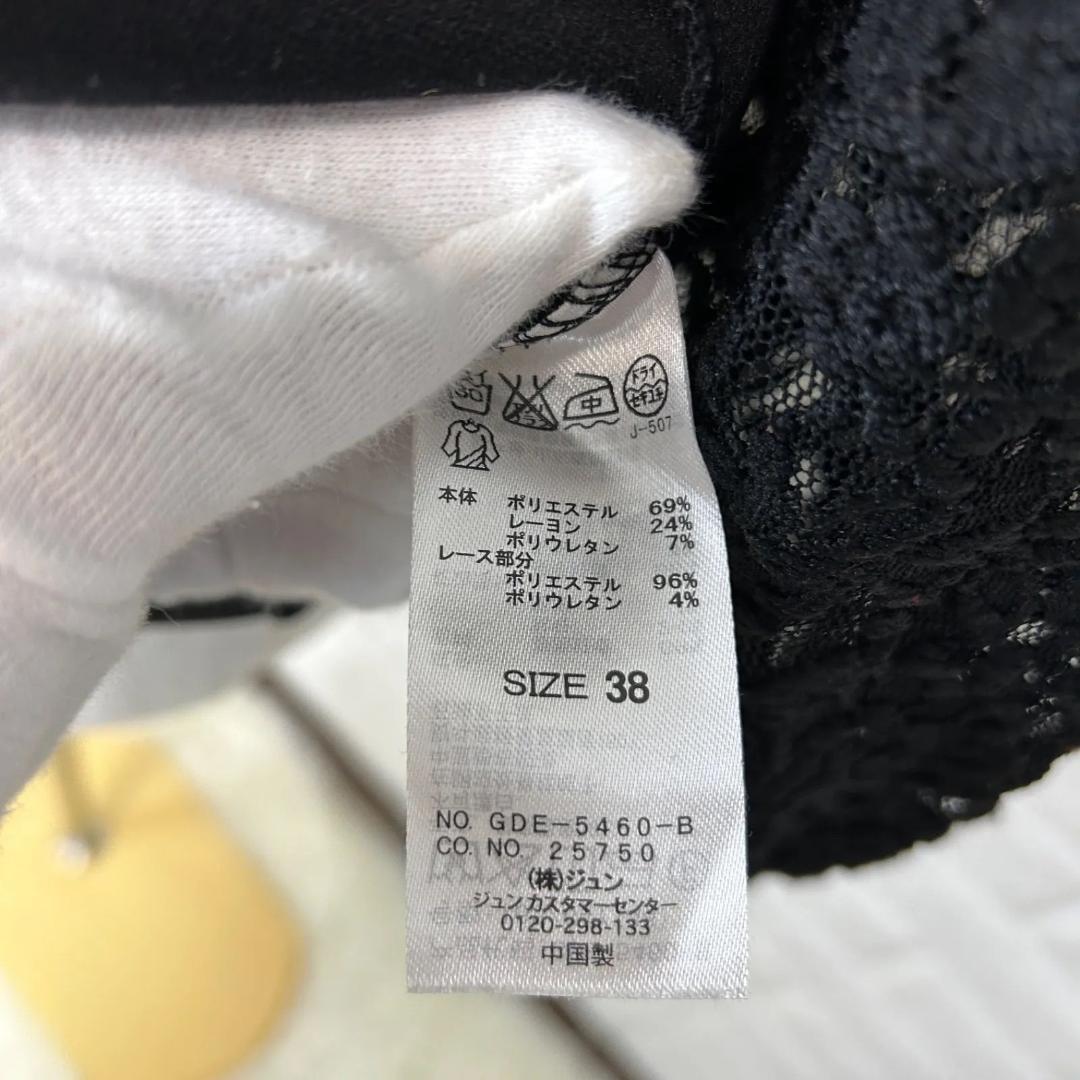 中
ドライ
セキユ系
J-507
本体 ポリエステル 69%
レーヨン 24%
ポリウレタン 7%
レース部分
ポリエステル 96%
ポリウレタン 4%
SIZE 38
NO. GDE-5460-B
CO. NO. 25750
(株)ジュン
ジュンカスタマーセンター
0120-298-133
中国製